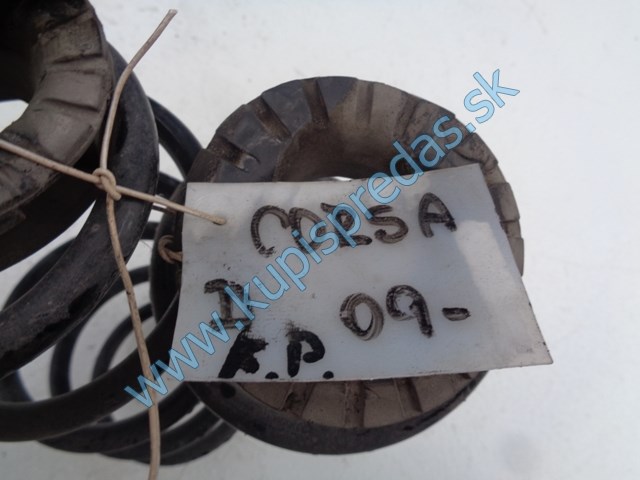 CORSA
D 09-
F.P.
www.kupispredas.sk